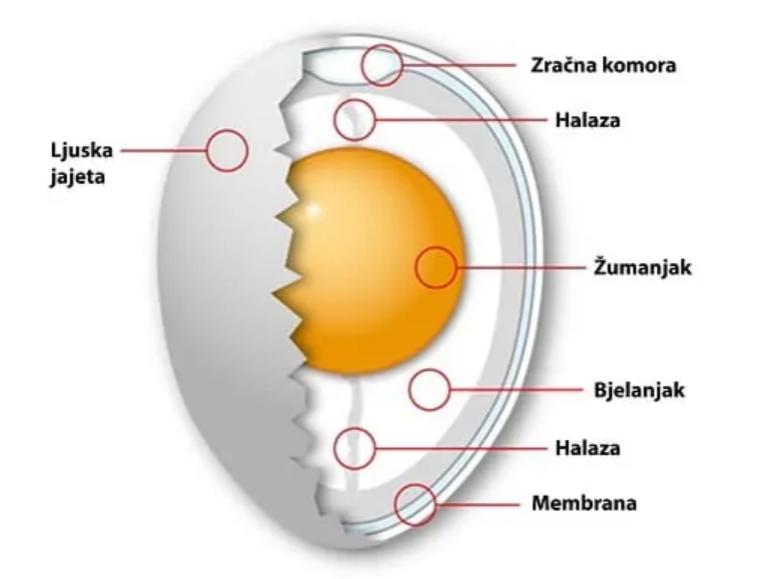 Zračna komora
Halaza
Ljuska
jajeta
Žumanjak
Bjelanjak
Halaza
Membrana